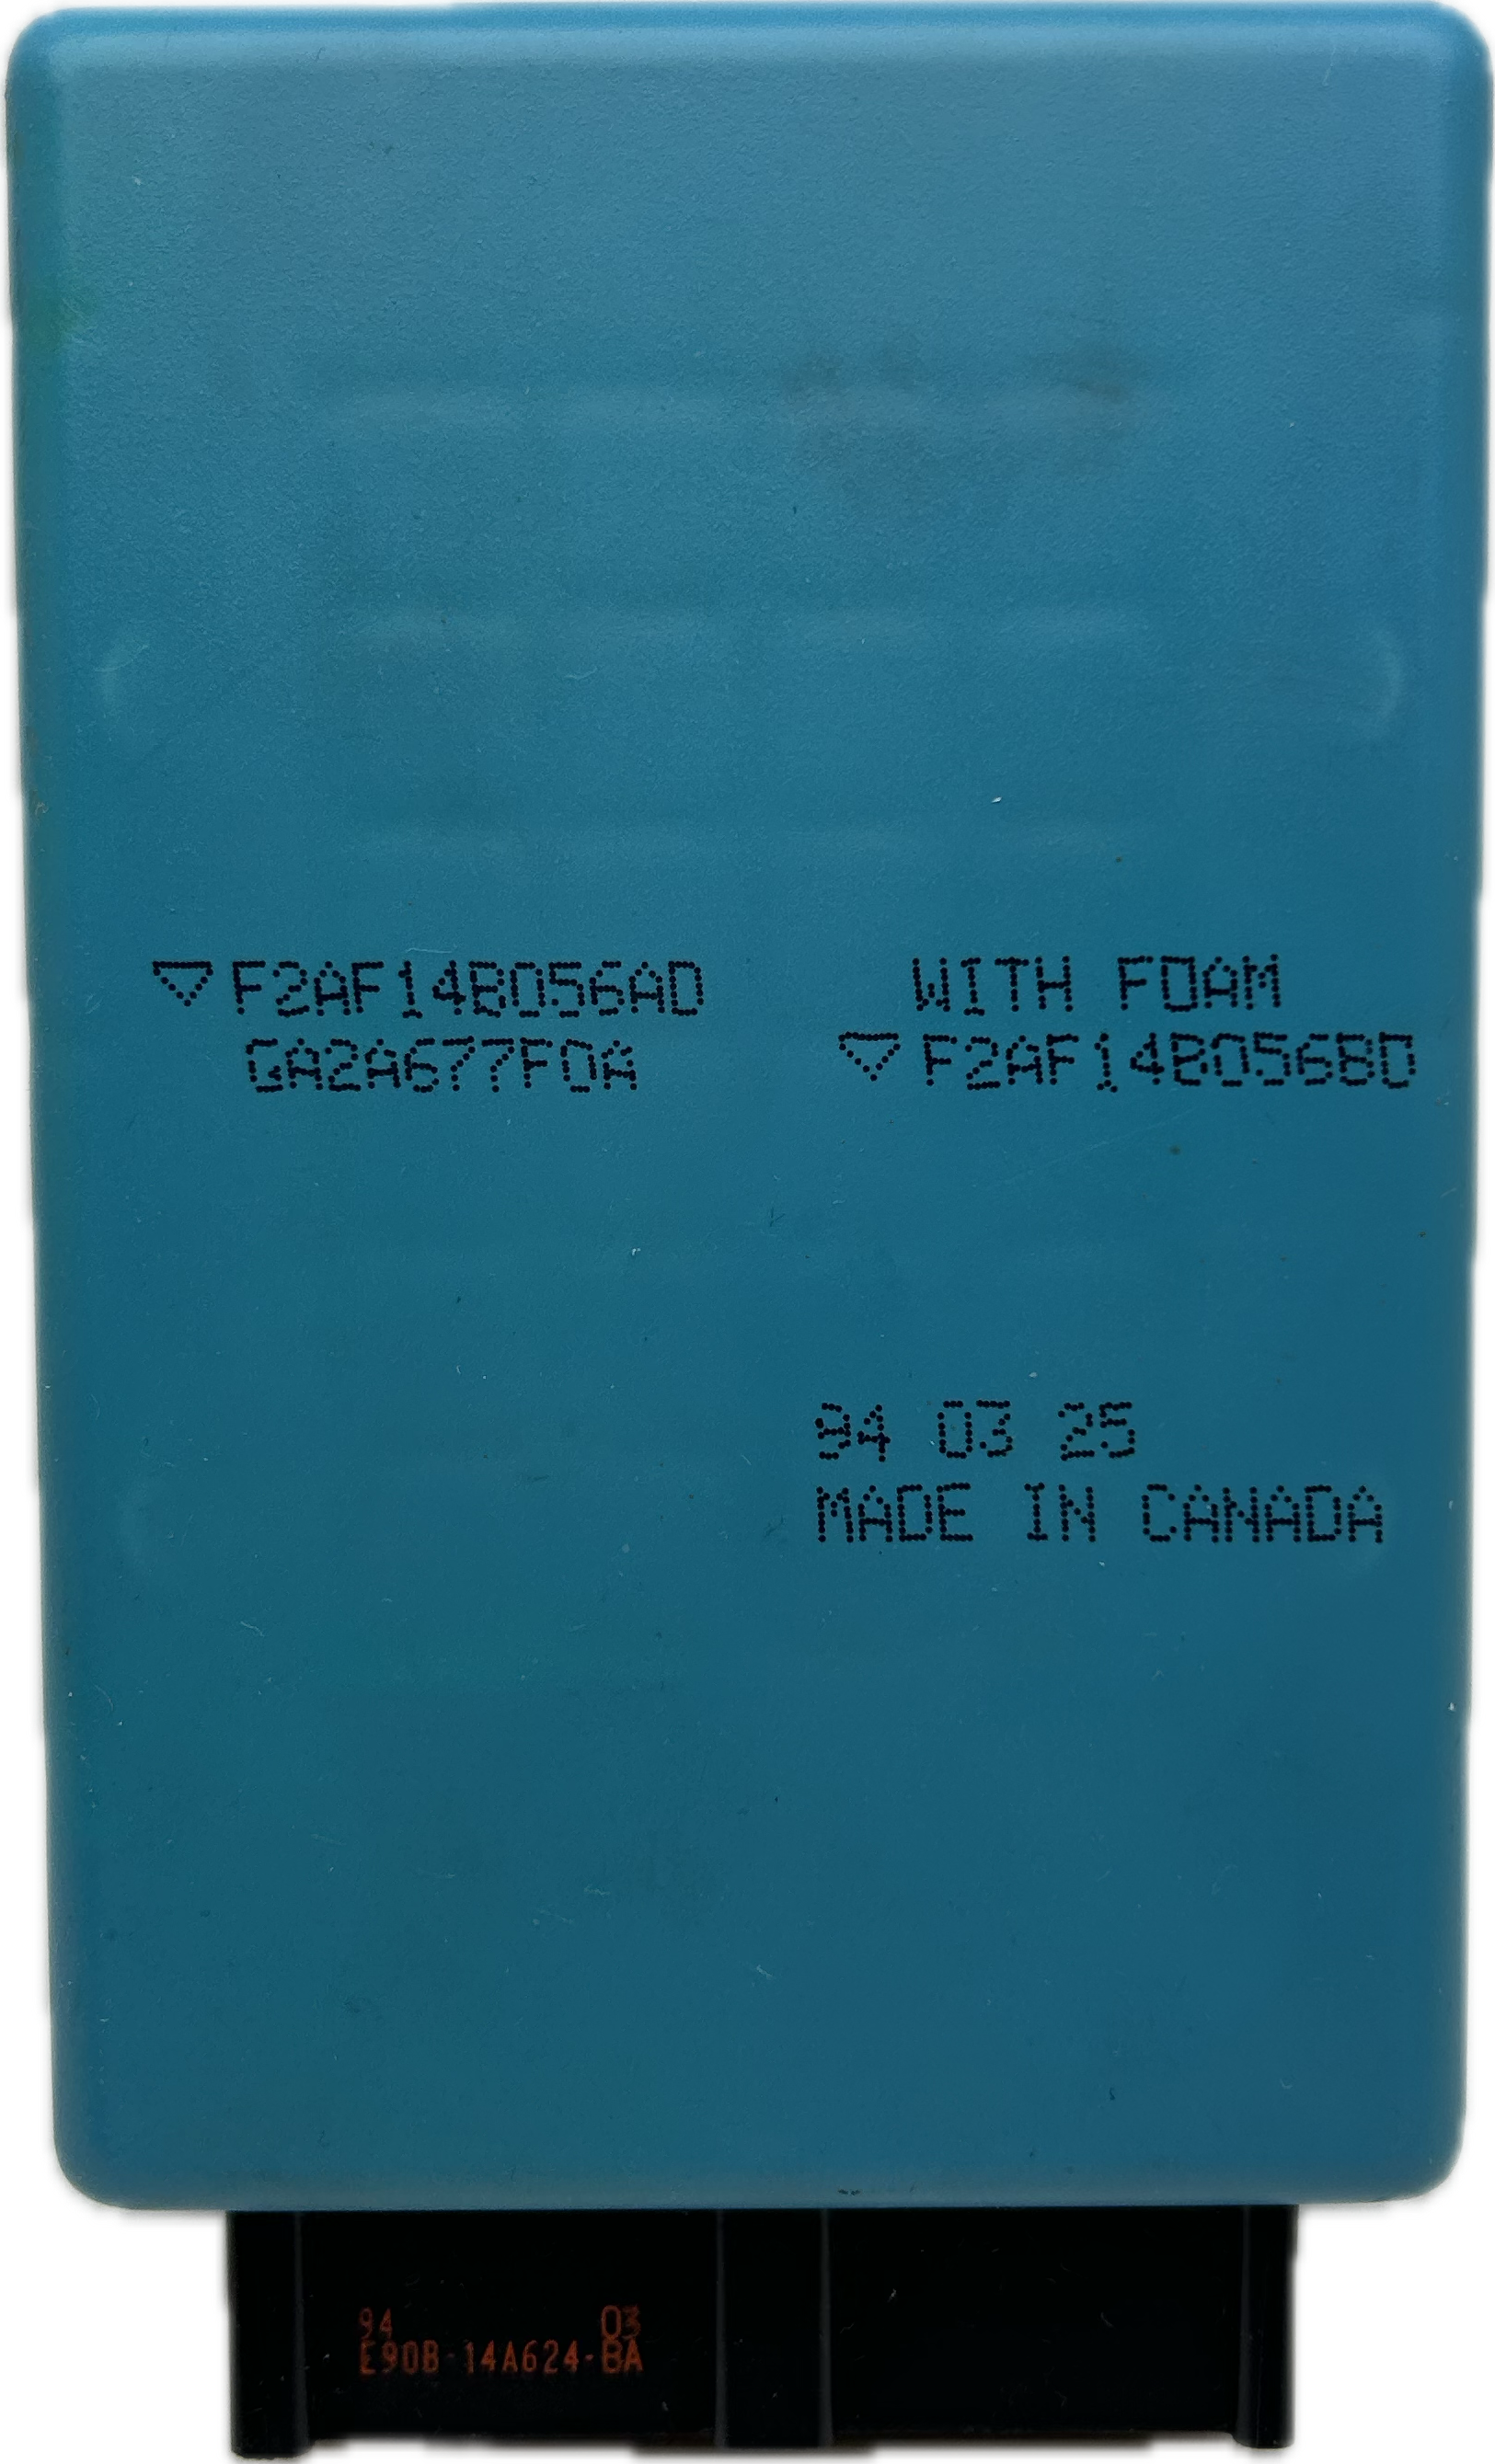 ▽F2AF14B056AD
GA2A677F0A
WITH FOAM
▽F2AF14B056BD
94 03 25
MADE IN CANADA
94 03
E90B-14A624-BA